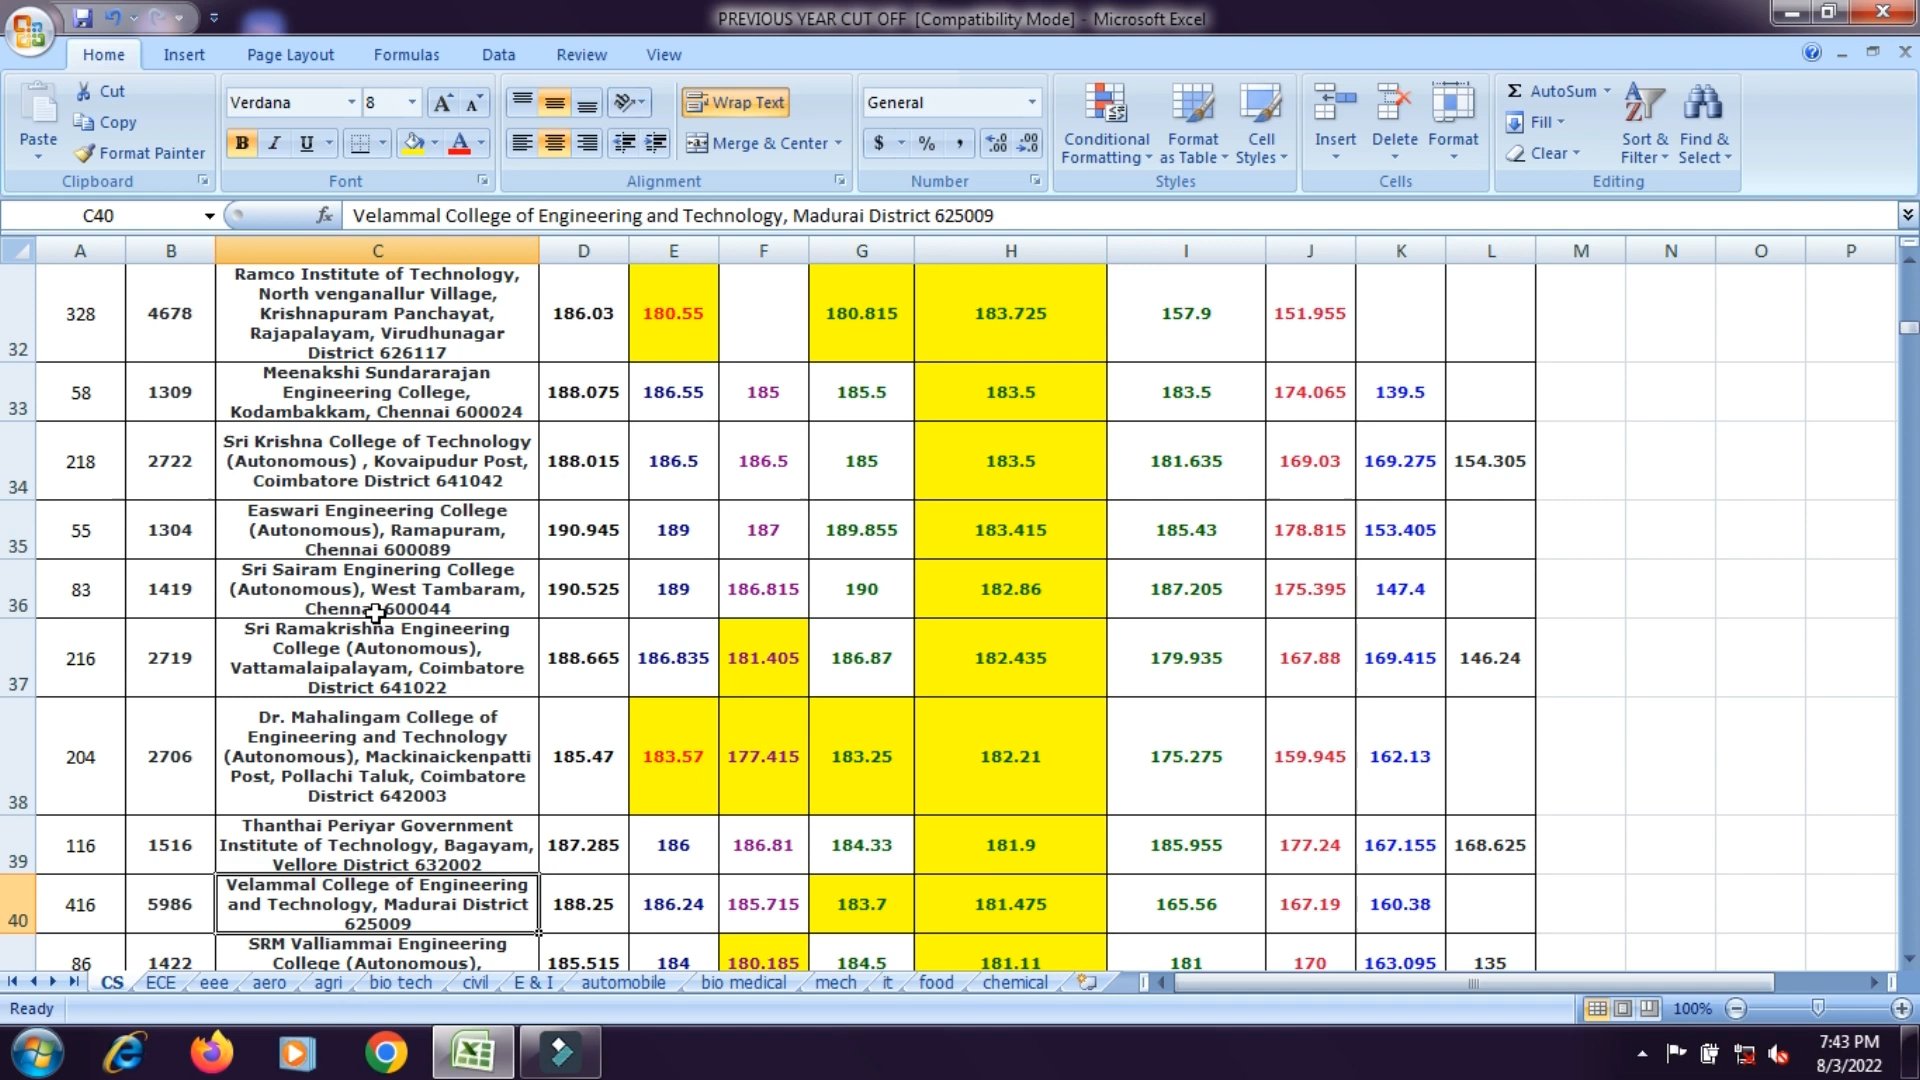 PREVIOUS YEAR CUT OFF [Compatibility Mode] - Microsoft Excel
Home Insert Page Layout Formulas Data Review View
Paste Cut Copy Format Painter Clipboard
Verdana 8 B I U Font
Wrap Text Merge & Center Alignment
General $ % , Number
Conditional Formatting Format as Table Cell Styles Styles
Insert Delete Format Cells
AutoSum Fill Clear Sort & Filter Find & Select Editing
C40 fx Velammal College of Engineering and Technology, Madurai District 625009
A B C D E F G H I J K L M N O P
32 328 4678 Ramco Institute of Technology,
North venganallur Village,
Krishnapuram Panchayat,
Rajapalayam, Virudhunagar
District 626117 186.03 180.55 180.815 183.725 157.9 151.955
33 58 1309 Meenakshi Sundararajan
Engineering College,
Kodambakkam, Chennai 600024 188.075 186.55 185 185.5 183.5 183.5 174.065 139.5
34 218 2722 Sri Krishna College of Technology
(Autonomous) , Kovaipudur Post,
Coimbatore District 641042 188.015 186.5 186.5 185 183.5 181.635 169.03 169.275 154.305
35 55 1304 Easwari Engineering College
(Autonomous), Ramapuram,
Chennai 600089 190.945 189 187 189.855 183.415 185.43 178.815 153.405
36 83 1419 Sri Sairam Enginering College
(Autonomous), West Tambaram,
Chennai 600044 190.525 189 186.815 190 182.86 187.205 175.395 147.4
37 216 2719 Sri Ramakrishna Engineering
College (Autonomous),
Vattamalaipalayam, Coimbatore
District 641022 188.665 186.835 181.405 186.87 182.435 179.935 167.88 169.415 146.24
38 204 2706 Dr. Mahalingam College of
Engineering and Technology
(Autonomous), Mackinaickenpatti
Post, Pollachi Taluk, Coimbatore
District 642003 185.47 183.57 177.415 183.25 182.21 175.275 159.945 162.13
39 116 1516 Thanthai Periyar Government
Institute of Technology, Bagayam,
Vellore District 632002 187.285 186 186.81 184.33 181.9 185.955 177.24 167.155 168.625
40 416 5986 Velammal College of Engineering
and Technology, Madurai District
625009 188.25 186.24 185.715 183.7 181.475 165.56 167.19 160.38
86 1422 SRM Valliammai Engineering
College (Autonomous), 185.515 184 180.185 184.5 181.11 181 170 163.095 135
CS ECE eee aero agri bio tech civil E & I automobile bio medical mech it food chemical
Ready 100%
7:43 PM
8/3/2022